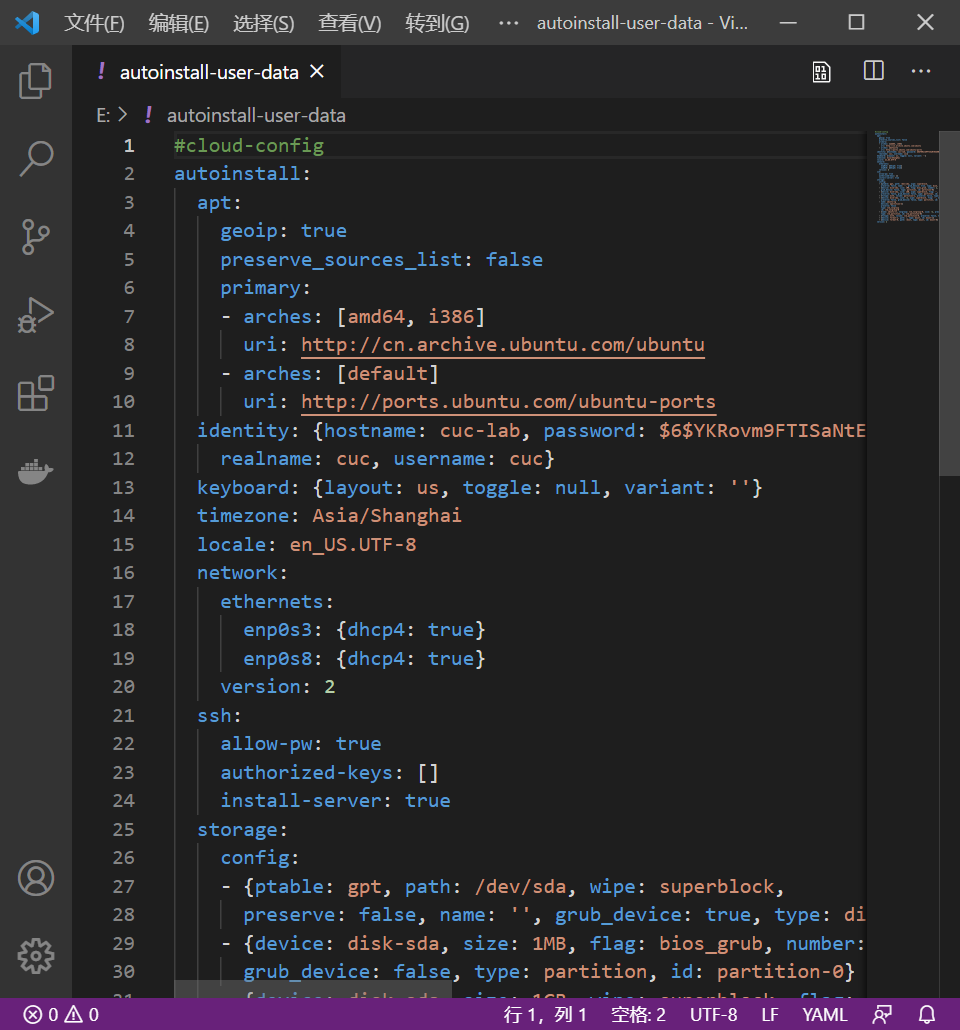 文件(F) 编辑(E) 选择(S) 查看(V) 转到(G) ··· autoinstall-user-data - Vi...
! autoinstall-user-data ×
E: > ! autoinstall-user-data
1 #cloud-config
2 autoinstall:
3   apt:
4     geoip: true
5     preserve_sources_list: false
6     primary:
7     - arches: [amd64, i386]
8       uri: http://cn.archive.ubuntu.com/ubuntu
9     - arches: [default]
10       uri: http://ports.ubuntu.com/ubuntu-ports
11   identity: {hostname: cuc-lab, password: $6$YKRovm9FTISaNtE
12     realname: cuc, username: cuc}
13   keyboard: {layout: us, toggle: null, variant: ''}
14   timezone: Asia/Shanghai
15   locale: en_US.UTF-8
16   network:
17     ethernets:
18       enp0s3: {dhcp4: true}
19       enp0s8: {dhcp4: true}
20     version: 2
21   ssh:
22     allow-pw: true
23     authorized-keys: []
24     install-server: true
25   storage:
26     config:
27     - {ptable: gpt, path: /dev/sda, wipe: superblock,
28       preserve: false, name: '', grub_device: true, type: di
29     - {device: disk-sda, size: 1MB, flag: bios_grub, number:
30       grub_device: false, type: partition, id: partition-0}
0 0 行 1, 列 1 空格: 2 UTF-8 LF YAML